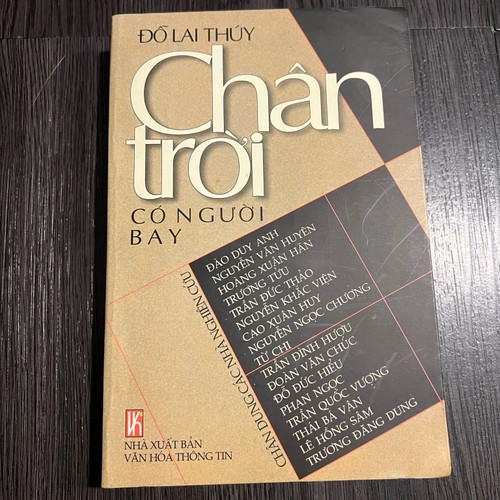 ĐỖ LAI THÚY
Chân
trời
CÓ NGƯỜI
BAY
CHÂN DUNG CÁC NHÀ NGHIÊN CỨU
ĐÀO DUY ANH
NGUYỄN VĂN HUYÊN
HOÀNG XUÂN HÃN
TRƯƠNG TỬU
TRẦN ĐỨC THẢO
NGUYỄN KHẮC VIỆN
CAO XUÂN HUY
NGUYỄN NGỌC CHƯƠNG
TỪ CHI
TRẦN ĐÌNH HƯỢU
ĐOÀN VĂN CHÚC
ĐỖ ĐỨC HIỂU
PHAN NGỌC
TRẦN QUỐC VƯỢNG
THÁI BÁ VÂN
LÊ HỒNG SÂM
TRƯƠNG ĐĂNG DUNG
NHÀ XUẤT BẢN
VĂN HÓA THÔNG TIN